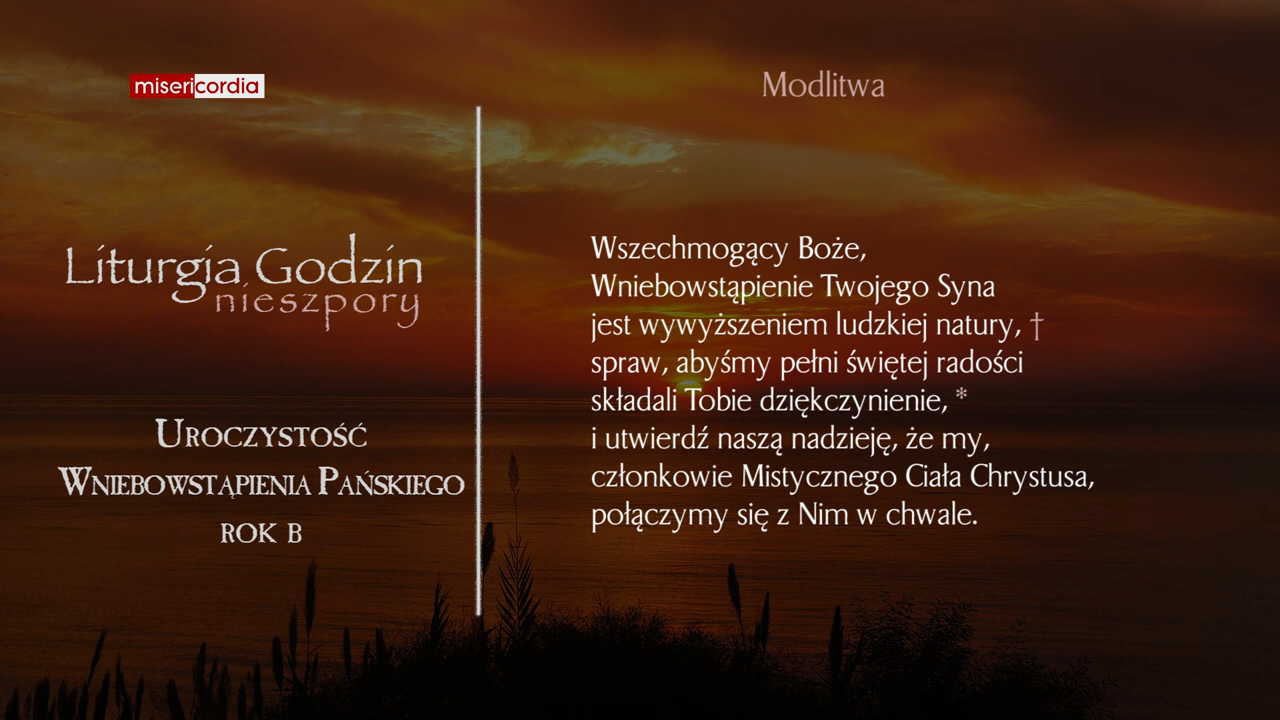 misericordia
Liturgia Godzin
nieszpory
Uroczystość
Wniebowstąpienia Pańskiego
rok B
Modlitwa
Wszechmogący Boże,
Wniebowstąpienie Twojego Syna
jest wywyższeniem ludzkiej natury, †
spraw, abyśmy pełni świętej radości
składali Tobie dziękczynienie, *
i utwierdź naszą nadzieję, że my,
członkowie Mistycznego Ciała Chrystusa,
połączymy się z Nim w chwale.